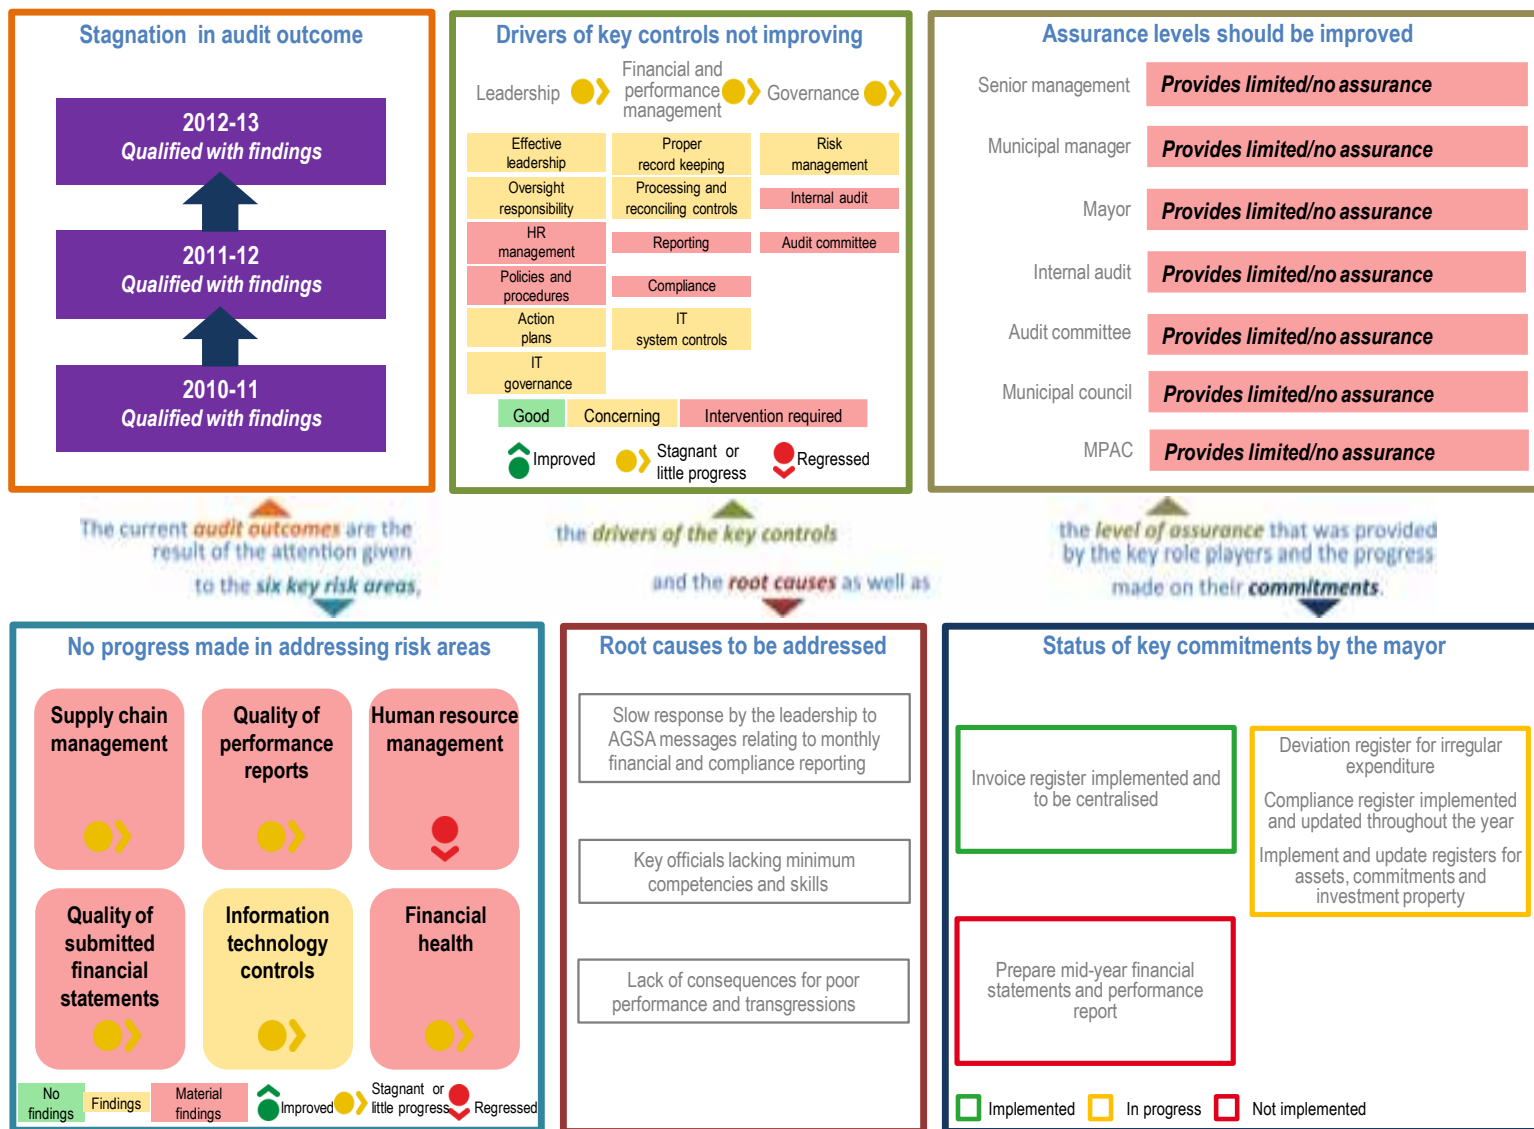 Stagnation in audit outcome
2012-13
Qualified with findings
2011-12
Qualified with findings
2010-11
Qualified with findings
Drivers of key controls not improving
Leadership
Financial and
performance
management
Governance
Effective
leadership
Proper
record keeping
Risk
management
Oversight
responsibility
Processing and
reconciling controls
Internal audit
HR
management
Reporting
Audit committee
Policies and
procedures
Compliance
Action
plans
IT
system controls
IT
governance
Good
Concerning
Intervention required
Improved
Stagnant or
little progress
Regressed
Assurance levels should be improved
Senior management
Provides limited/no assurance
Municipal manager
Provides limited/no assurance
Mayor
Provides limited/no assurance
Internal audit
Provides limited/no assurance
Audit committee
Provides limited/no assurance
Municipal council
Provides limited/no assurance
MPAC
Provides limited/no assurance
The current audit outcomes are the
result of the attention given
to the six key risk areas,
the drivers of the key controls
and the root causes as well as
the level of assurance that was provided
by the key role players and the progress
made on their commitments.
No progress made in addressing risk areas
Supply chain
management
Quality of
performance
reports
Human resource
management
Quality of
submitted
financial
statements
Information
technology
controls
Financial
health
No
findings
Findings
Material
findings
Improved
Stagnant or
little progress
Regressed
Root causes to be addressed
Slow response by the leadership to
AGSA messages relating to monthly
financial and compliance reporting
Key officials lacking minimum
competencies and skills
Lack of consequences for poor
performance and transgressions
Status of key commitments by the mayor
Invoice register implemented and
to be centralised
Deviation register for irregular
expenditure
Compliance register implemented
and updated throughout the year
Implement and update registers for
assets, commitments and
investment property
Prepare mid-year financial
statements and performance
report
Implemented
In progress
Not implemented